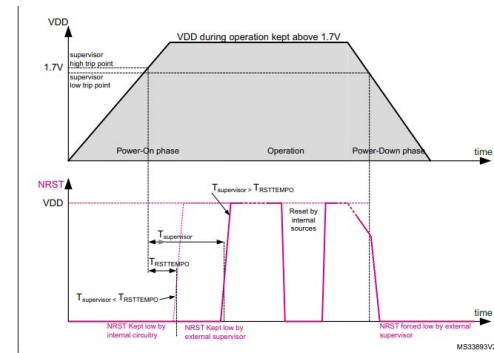 VDD
VDD during operation kept above 1.7V
supervisor
high trip point
1.7V
supervisor
low trip point
Power-On phase
Operation
Power-Down phase
time
NRST
VDD
Tsupervisor > TRSTTEMPO
Reset by
internal
sources
Tsupervisor
TRSTTEMPO
Tsupervisor < TRSTTEMPO
time
NRST Kept low by
internal circuitry
NRST Kept low by
external supervisor
NRST forced low by external
supervisor
MS33893V2